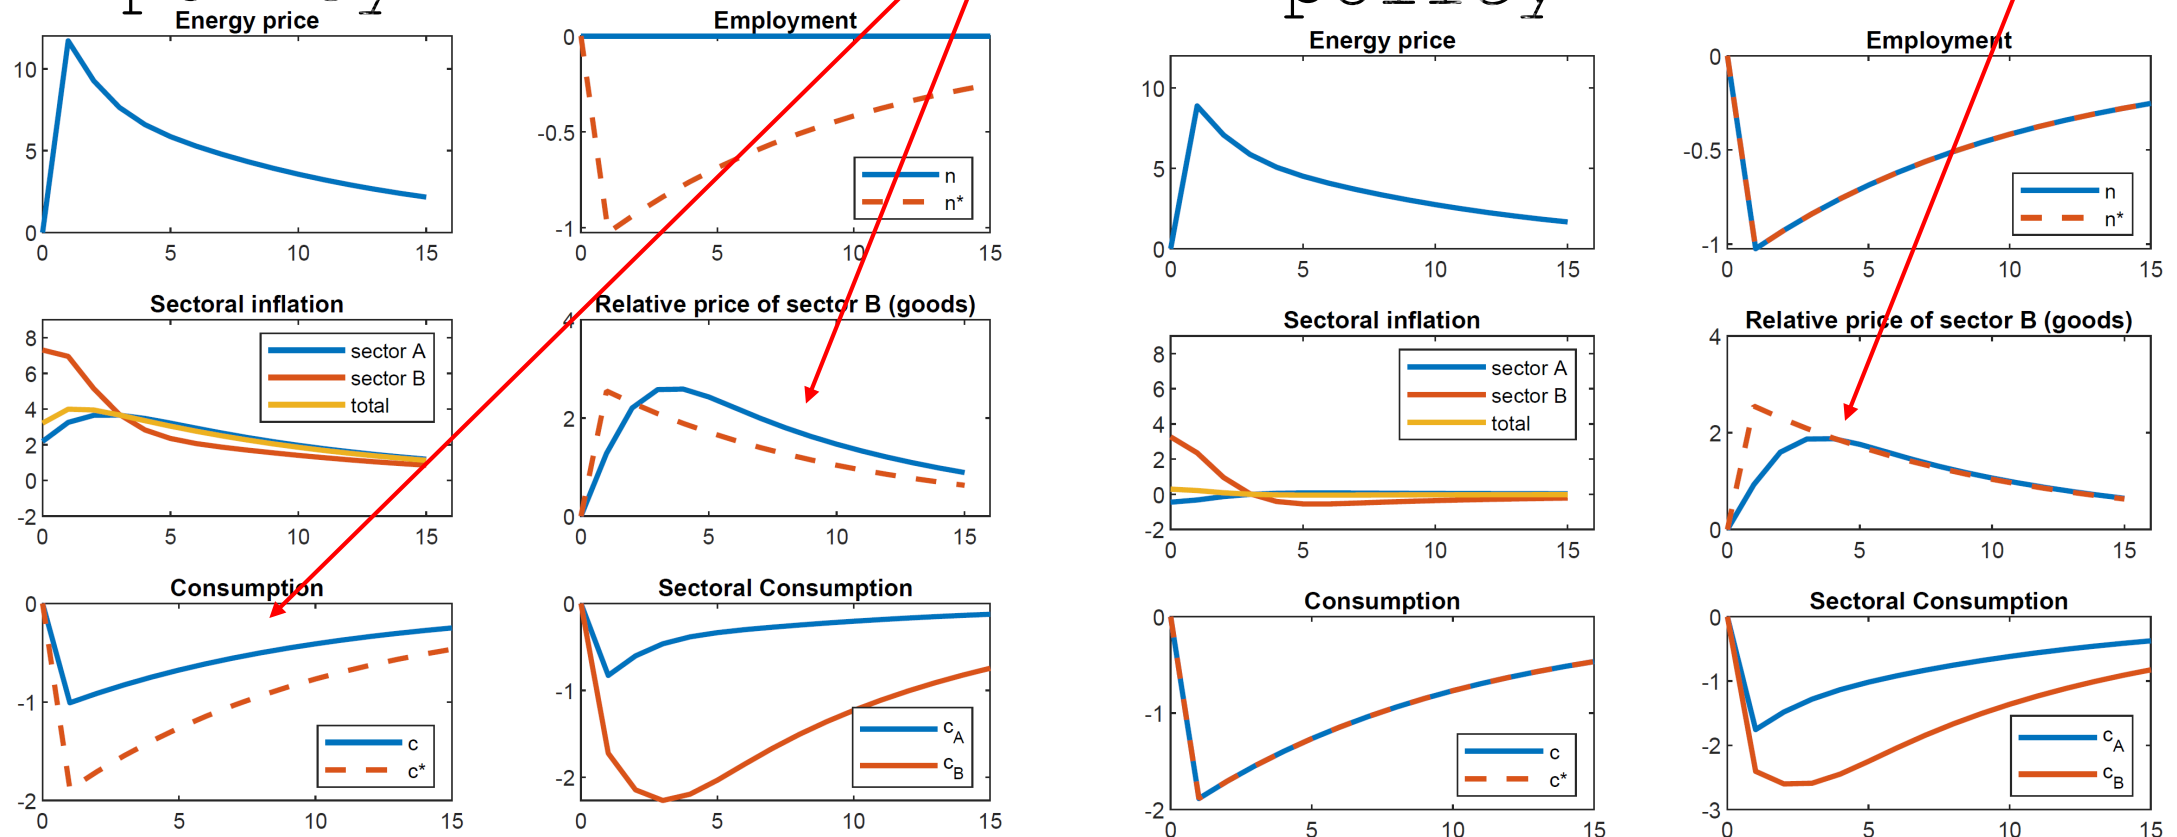 policy
Energy price
10
5
0
0 5 10 15
Employment
0
-0.5
-1
n
n*
0 5 10 15
Sectoral inflation
8
6
4
2
0
-2
sector A
sector B
total
0 5 10 15
Relative price of sector B (goods)
4
2
0
0 5 10 15
Consumption
0
-1
-2
c
c*
0 5 10 15
Sectoral Consumption
0
-1
-2
cA
cB
0 5 10 15
policy
Energy price
10
5
0
0 5 10 15
Employment
0
-0.5
-1
n
n*
0 5 10 15
Sectoral inflation
8
6
4
2
0
-2
sector A
sector B
total
0 5 10 15
Relative price of sector B (goods)
4
2
0
0 5 10 15
Consumption
0
-1
-2
c
c*
0 5 10 15
Sectoral Consumption
0
-1
-2
-3
cA
cB
0 5 10 15